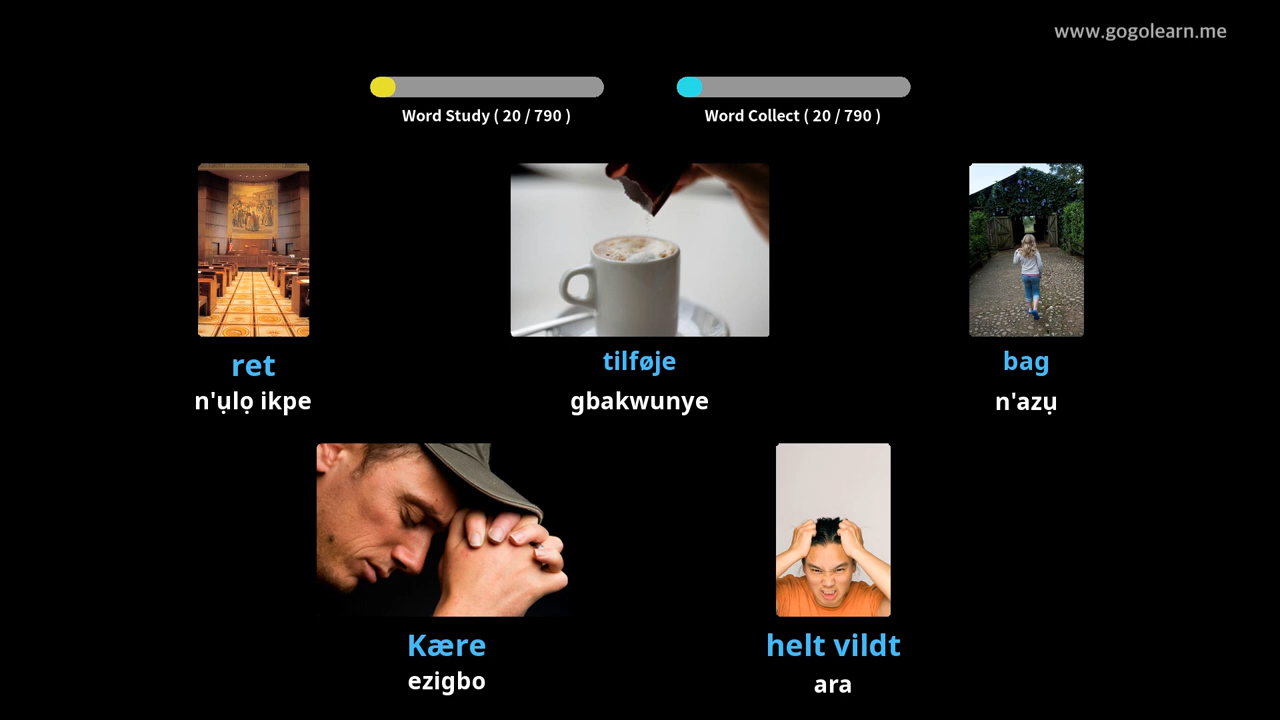 www.gogolearn.me
Word Study ( 20 / 790 )
Word Collect ( 20 / 790 )
ret
n'ụlọ ikpe
tilføje
gbakwunye
bag
n'azụ
Kære
ezigbo
helt vildt
ara